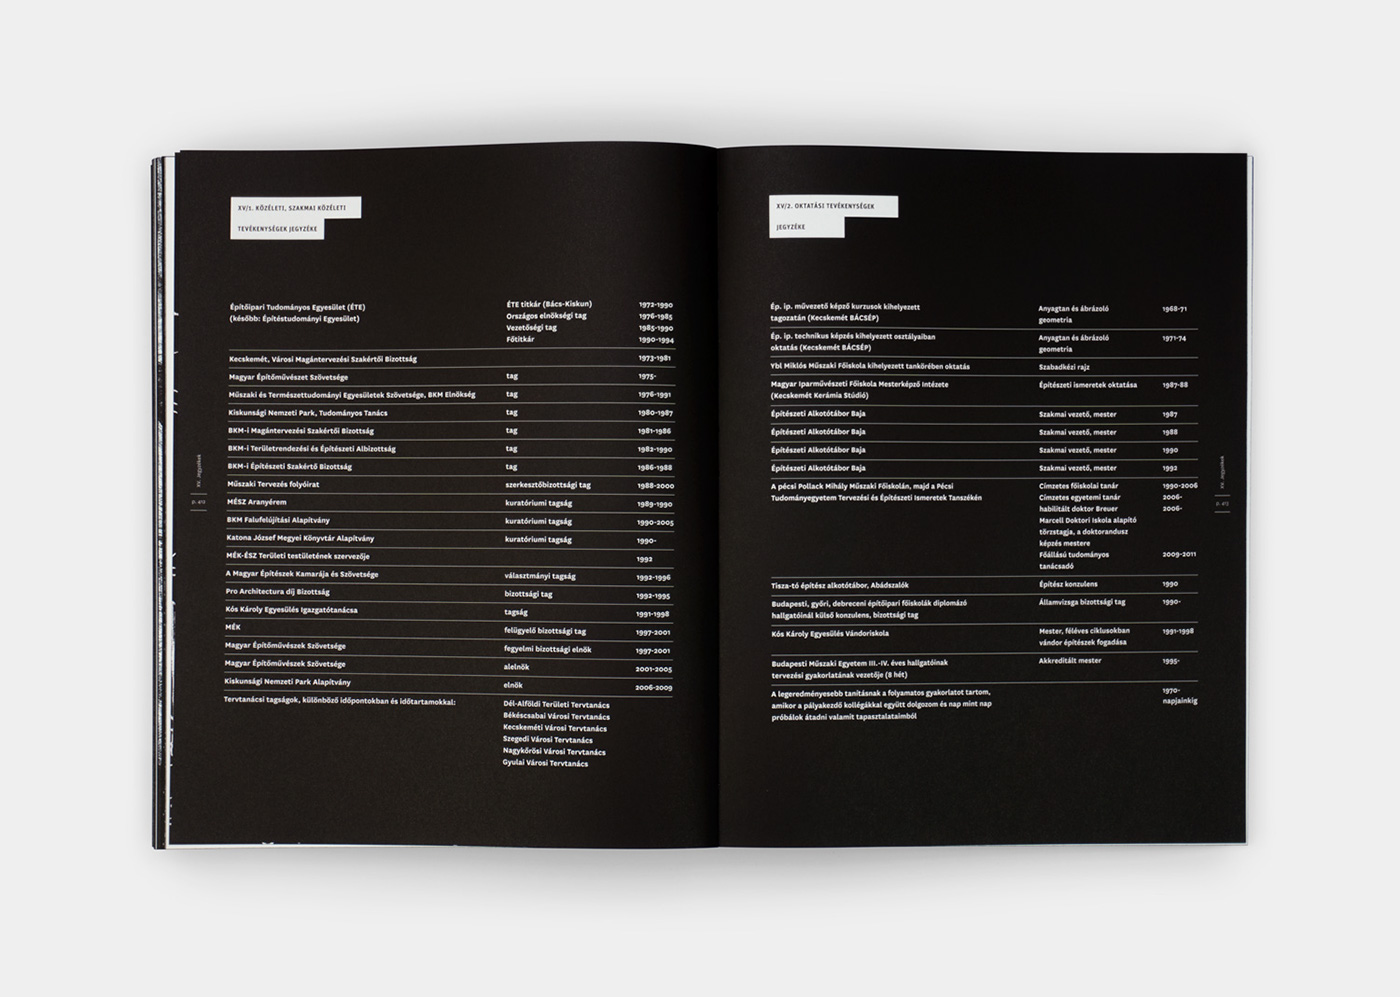 XV/1. KÖZÉLETI, SZAKMAI KÖZÉLETI
TEVÉKENYSÉGEK JEGYZÉKE
Építőipari Tudományos Egyesület (ÉTE) ÉTE titkár (Bács-Kiskun) 1972-1990
(később: Építéstudományi Egyesület) Országos elnökségi tag 1976-1985
Vezetőségi tag 1985-1990
Főtitkár 1990-1994
Kecskemét, Városi Magántervezési Szakértői Bizottság 1973-1981
Magyar Építőművészet Szövetsége tag 1975-
Műszaki és Természettudományi Egyesületek Szövetsége, BKM Elnökség tag 1976-1991
Kiskunsági Nemzeti Park, Tudományos Tanács tag 1980-1987
BKM-i Magántervezési Szakértői Bizottság tag 1981-1986
BKM-i Területrendezési és Építészeti Albizottság tag 1982-1990
BKM-i Építészeti Szakértő Bizottság tag 1986-1988
Műszaki Tervezés folyóirat szerkesztőbizottsági tag 1988-2000
MÉSZ Aranyérem kuratóriumi tagság 1989-1990
BKM Falufelújítási Alapítvány kuratóriumi tagság 1990-2005
Katona József Megyei Könyvtár Alapítvány kuratóriumi tagság 1990-
MÉK-ÉSZ Területi testületének szervezője 1992
A Magyar Építészek Kamarája és Szövetsége választmányi tagság 1992-1996
Pro Architectura díj Bizottság bizottsági tag 1992-1995
Kós Károly Egyesülés Igazgatótanácsa tagság 1991-1998
MÉK felügyelő bizottsági tag 1997-2001
Magyar Építőművészek Szövetsége fegyelmi bizottsági elnök 1997-2001
Magyar Építőművészek Szövetsége alelnök 2001-2005
Kiskunsági Nemzeti Park Alapítvány elnök 2006-2009
Tervtanácsi tagságok, különböző időpontokban és időtartamokkal: Dél-Alföldi Területi Tervtanács
Békéscsabai Városi Tervtanács
Kecskeméti Városi Tervtanács
Szegedi Városi Tervtanács
Nagykőrösi Városi Tervtanács
Gyulai Városi Tervtanács
XV. Jegyzékek
p. 412
XV/2. OKTATÁSI TEVÉKENYSÉGEK
JEGYZÉKE
Ép. ip. művezető képző kurzusok kihelyezett Anyagtan és ábrázoló 1968-71
tagozatán (Kecskemét BÁCSÉP) geometria
Ép. ip. technikus képzés kihelyezett osztályaiban Anyagtan és ábrázoló 1971-74
oktatás (Kecskemét BÁCSÉP) geometria
Ybl Miklós Műszaki Főiskola kihelyezett tankörében oktatás Szabadkézi rajz
Magyar Iparművészeti Főiskola Mesterképző Intézete Építészeti ismeretek oktatása 1987-88
(Kecskemét Kerámia Stúdió)
Építészeti Alkotótábor Baja Szakmai vezető, mester 1987
Építészeti Alkotótábor Baja Szakmai vezető, mester 1988
Építészeti Alkotótábor Baja Szakmai vezető, mester 1990
Építészeti Alkotótábor Baja Szakmai vezető, mester 1992
A pécsi Pollack Mihály Műszaki Főiskolán, majd a Pécsi Címzetes főiskolai tanár 1990-2006
Tudományegyetem Tervezési és Építészeti Ismeretek Tanszékén Címzetes egyetemi tanár 2006-
habilitált doktor Breuer 2006-
Marcell Doktori Iskola alapító
törzstagja, a doktorandusz
képzés mestere
Főállású tudományos 2009-2011
tanácsadó
Tisza-tó építész alkotótábor, Abádszalók Építész konzulens 1990
Budapesti, győri, debreceni építőipari főiskolák diplomázó Államvizsga bizottsági tag 1990-
hallgatóinál külső konzulens, bizottsági tag
Kós Károly Egyesülés Vándoriskola Mester, féléves ciklusokban 1991-1998
vándor építészek fogadása
Budapesti Műszaki Egyetem III.-IV. éves hallgatóinak Akkreditált mester 1995-
tervezési gyakorlatának vezetője (8 hét)
A legeredményesebb tanításnak a folyamatos gyakorlatot tartom, 1970-
amikor a pályakezdő kollégákkal együtt dolgozom és nap mint nap napjainkig
próbálok átadni valamit tapasztalataimból
XV. Jegyzékek
p. 412